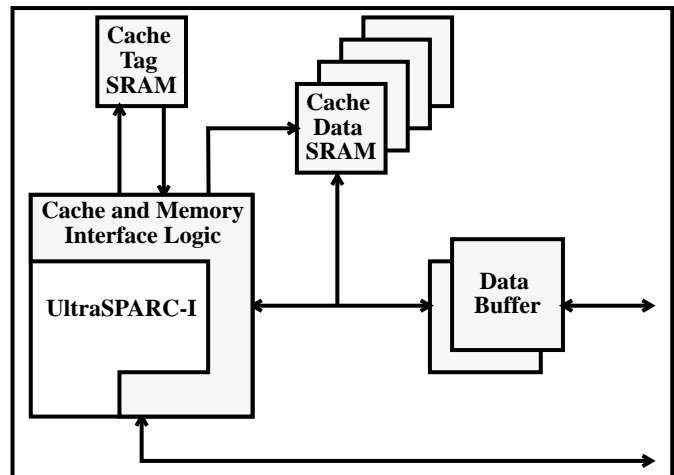 Cache
Tag
SRAM
Cache
Data
SRAM
Cache and Memory
Interface Logic
UltraSPARC-I
Data
Buffer